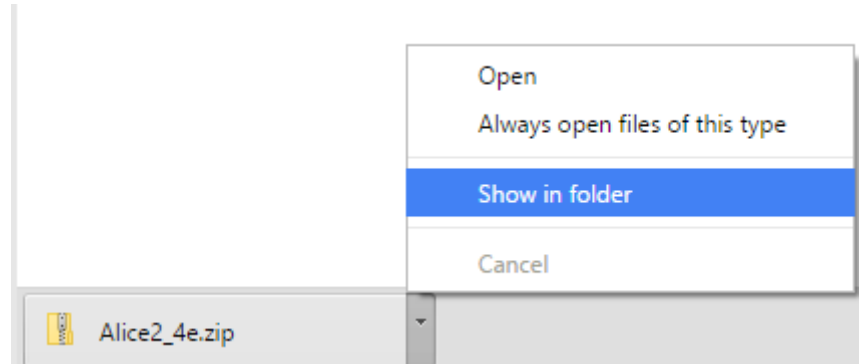 Open
Always open files of this type
Show in folder
Cancel
Alice2_4e.zip